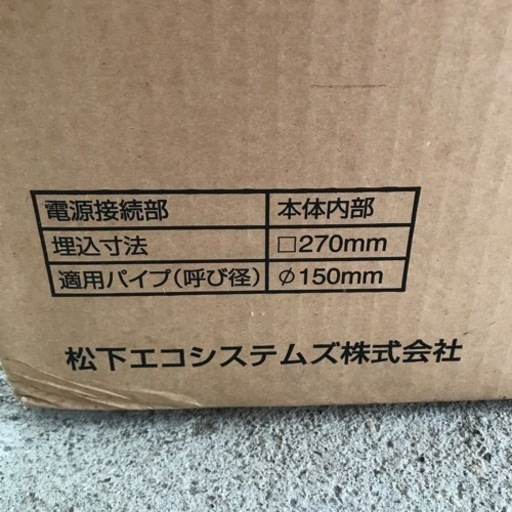 電源接続部 本体内部
埋込寸法 □270mm
適用パイプ(呼び径) φ150mm
松下エコシステムズ株式会社